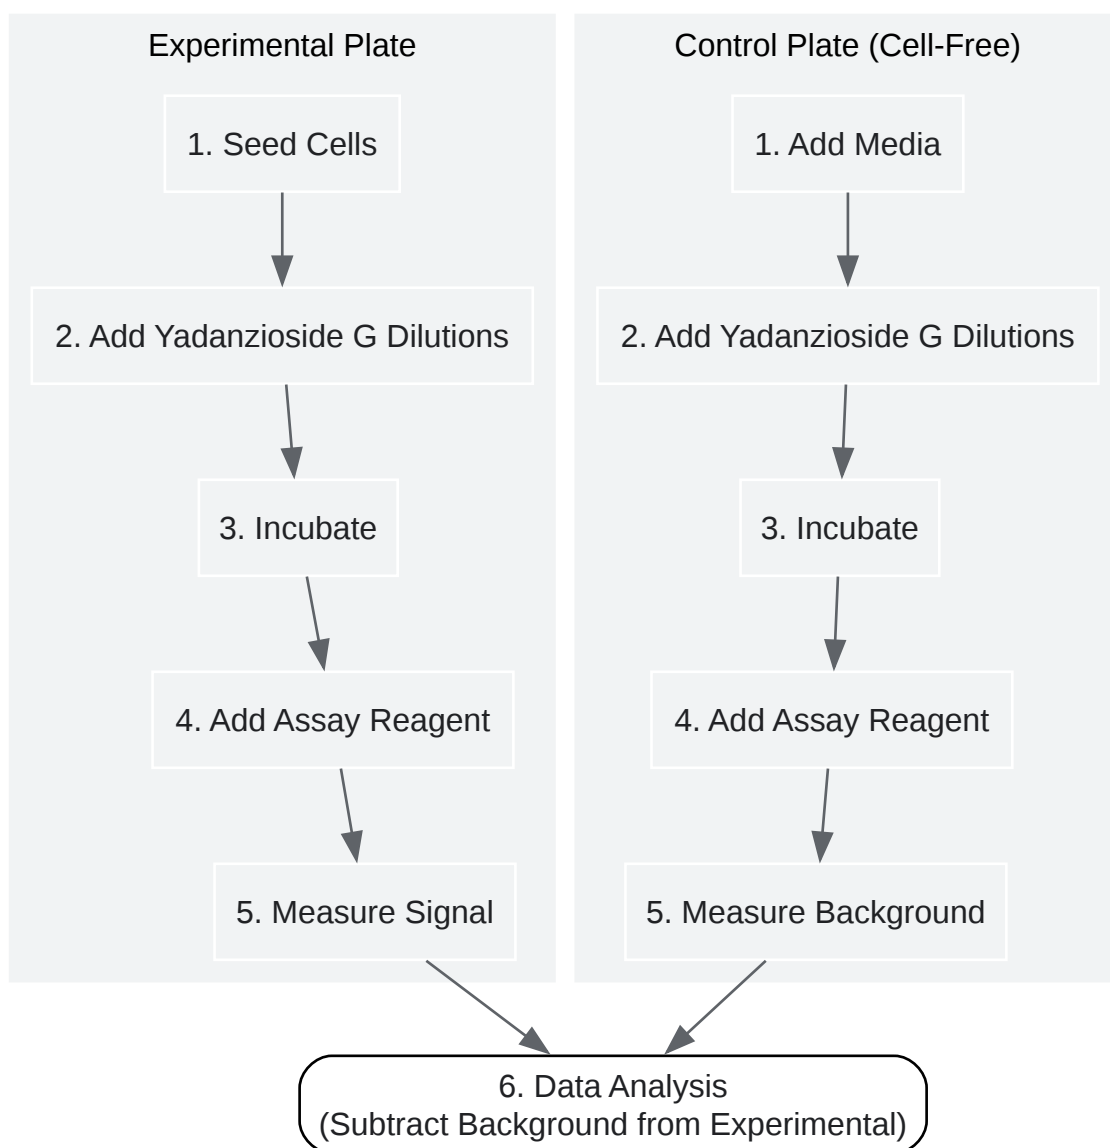 Experimental Plate
1. Seed Cells
2. Add Yadanzioside G Dilutions
3. Incubate
4. Add Assay Reagent
5. Measure Signal
Control Plate (Cell-Free)
1. Add Media
2. Add Yadanzioside G Dilutions
3. Incubate
4. Add Assay Reagent
5. Measure Background
6. Data Analysis
(Subtract Background from Experimental)